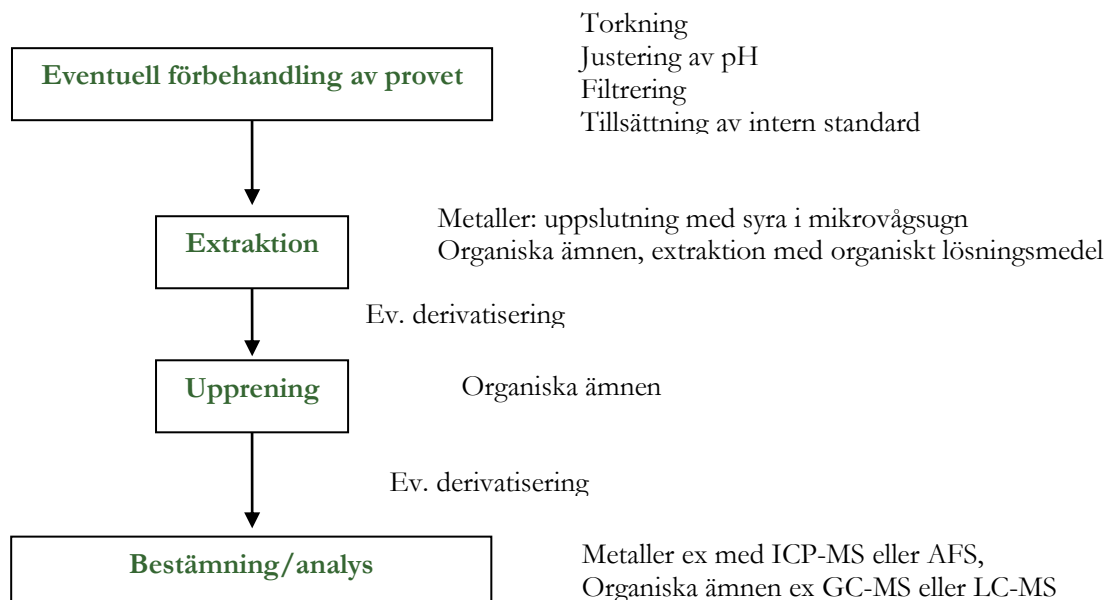 Torkning
Eventuell förbehandling av provet
Justering av pH
Filtrering
Tillsättning av intern standard
Extraktion
Metaller: uppslutning med syra i mikrovågsugn
Organiska ämnen, extraktion med organiskt lösningsmedel
Ev. derivatisering
Upprening
Organiska ämnen
Ev. derivatisering
Bestämning/analys
Metaller ex med ICP-MS eller AFS,
Organiska ämnen ex GC-MS eller LC-MS